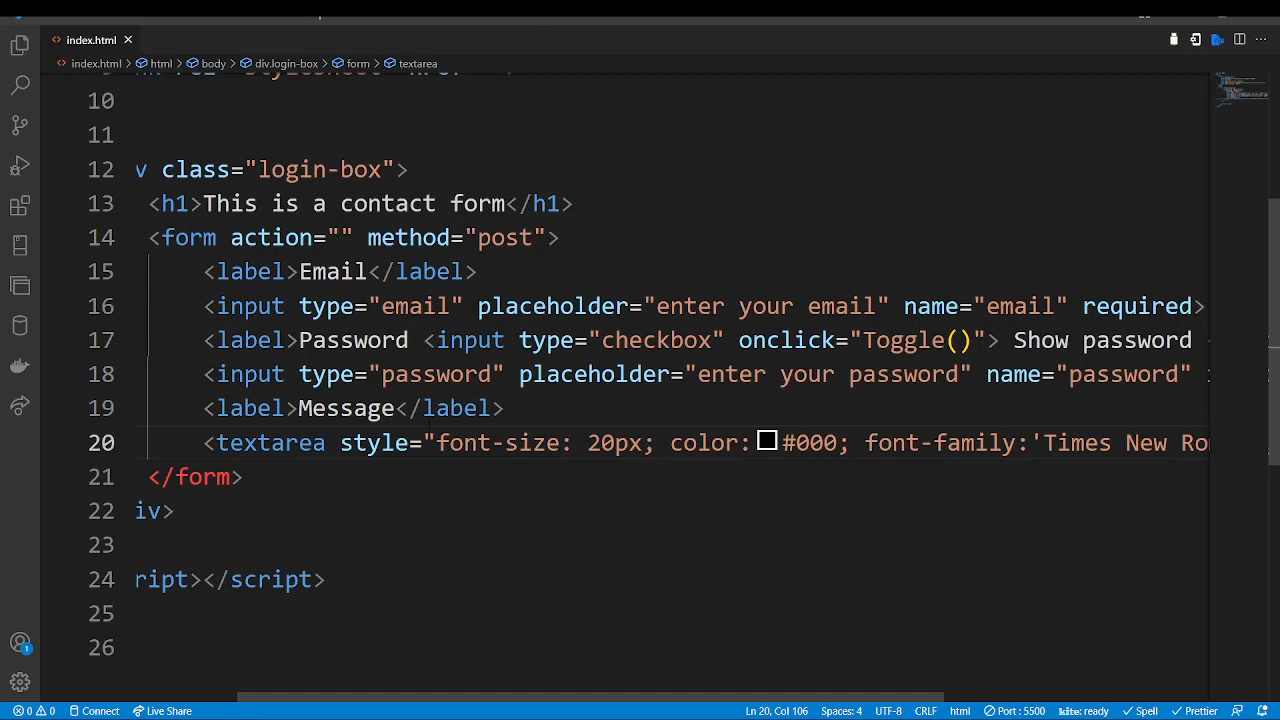 index.html
index.html html body div.login-box form textarea
10
11
12 v class="login-box">
13 <h1>This is a contact form</h1>
14 <form action="" method="post">
15 <label>Email</label>
16 <input type="email" placeholder="enter your email" name="email" required>
17 <label>Password <input type="checkbox" onclick="Toggle()"> Show password
18 <input type="password" placeholder="enter your password" name="password"
19 <label>Message</label>
20 <textarea style="font-size: 20px; color: #000; font-family:'Times New Ro
21 </form>
22 iv>
23
24 ript></script>
25
26
1
0 0 Connect Live Share Ln 20, Col 106 Spaces: 4 UTF-8 CRLF html Port : 5500 kite: ready Spell Prettier